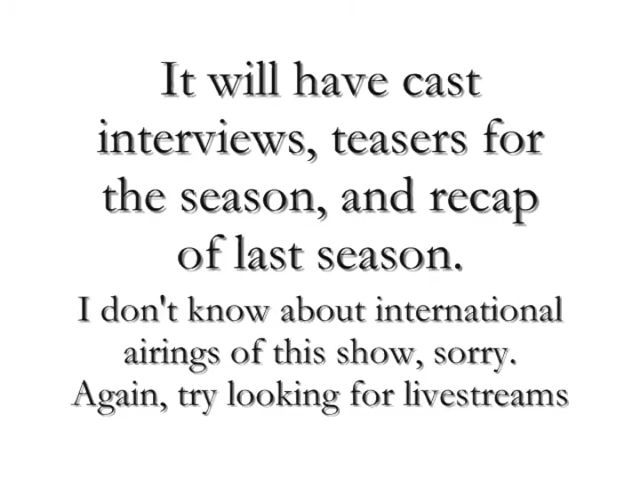 It will have cast
interviews, teasers for
the season, and recap
of last season.
I don't know about international
airings of this show, sorry.
Again, try looking for livestreams